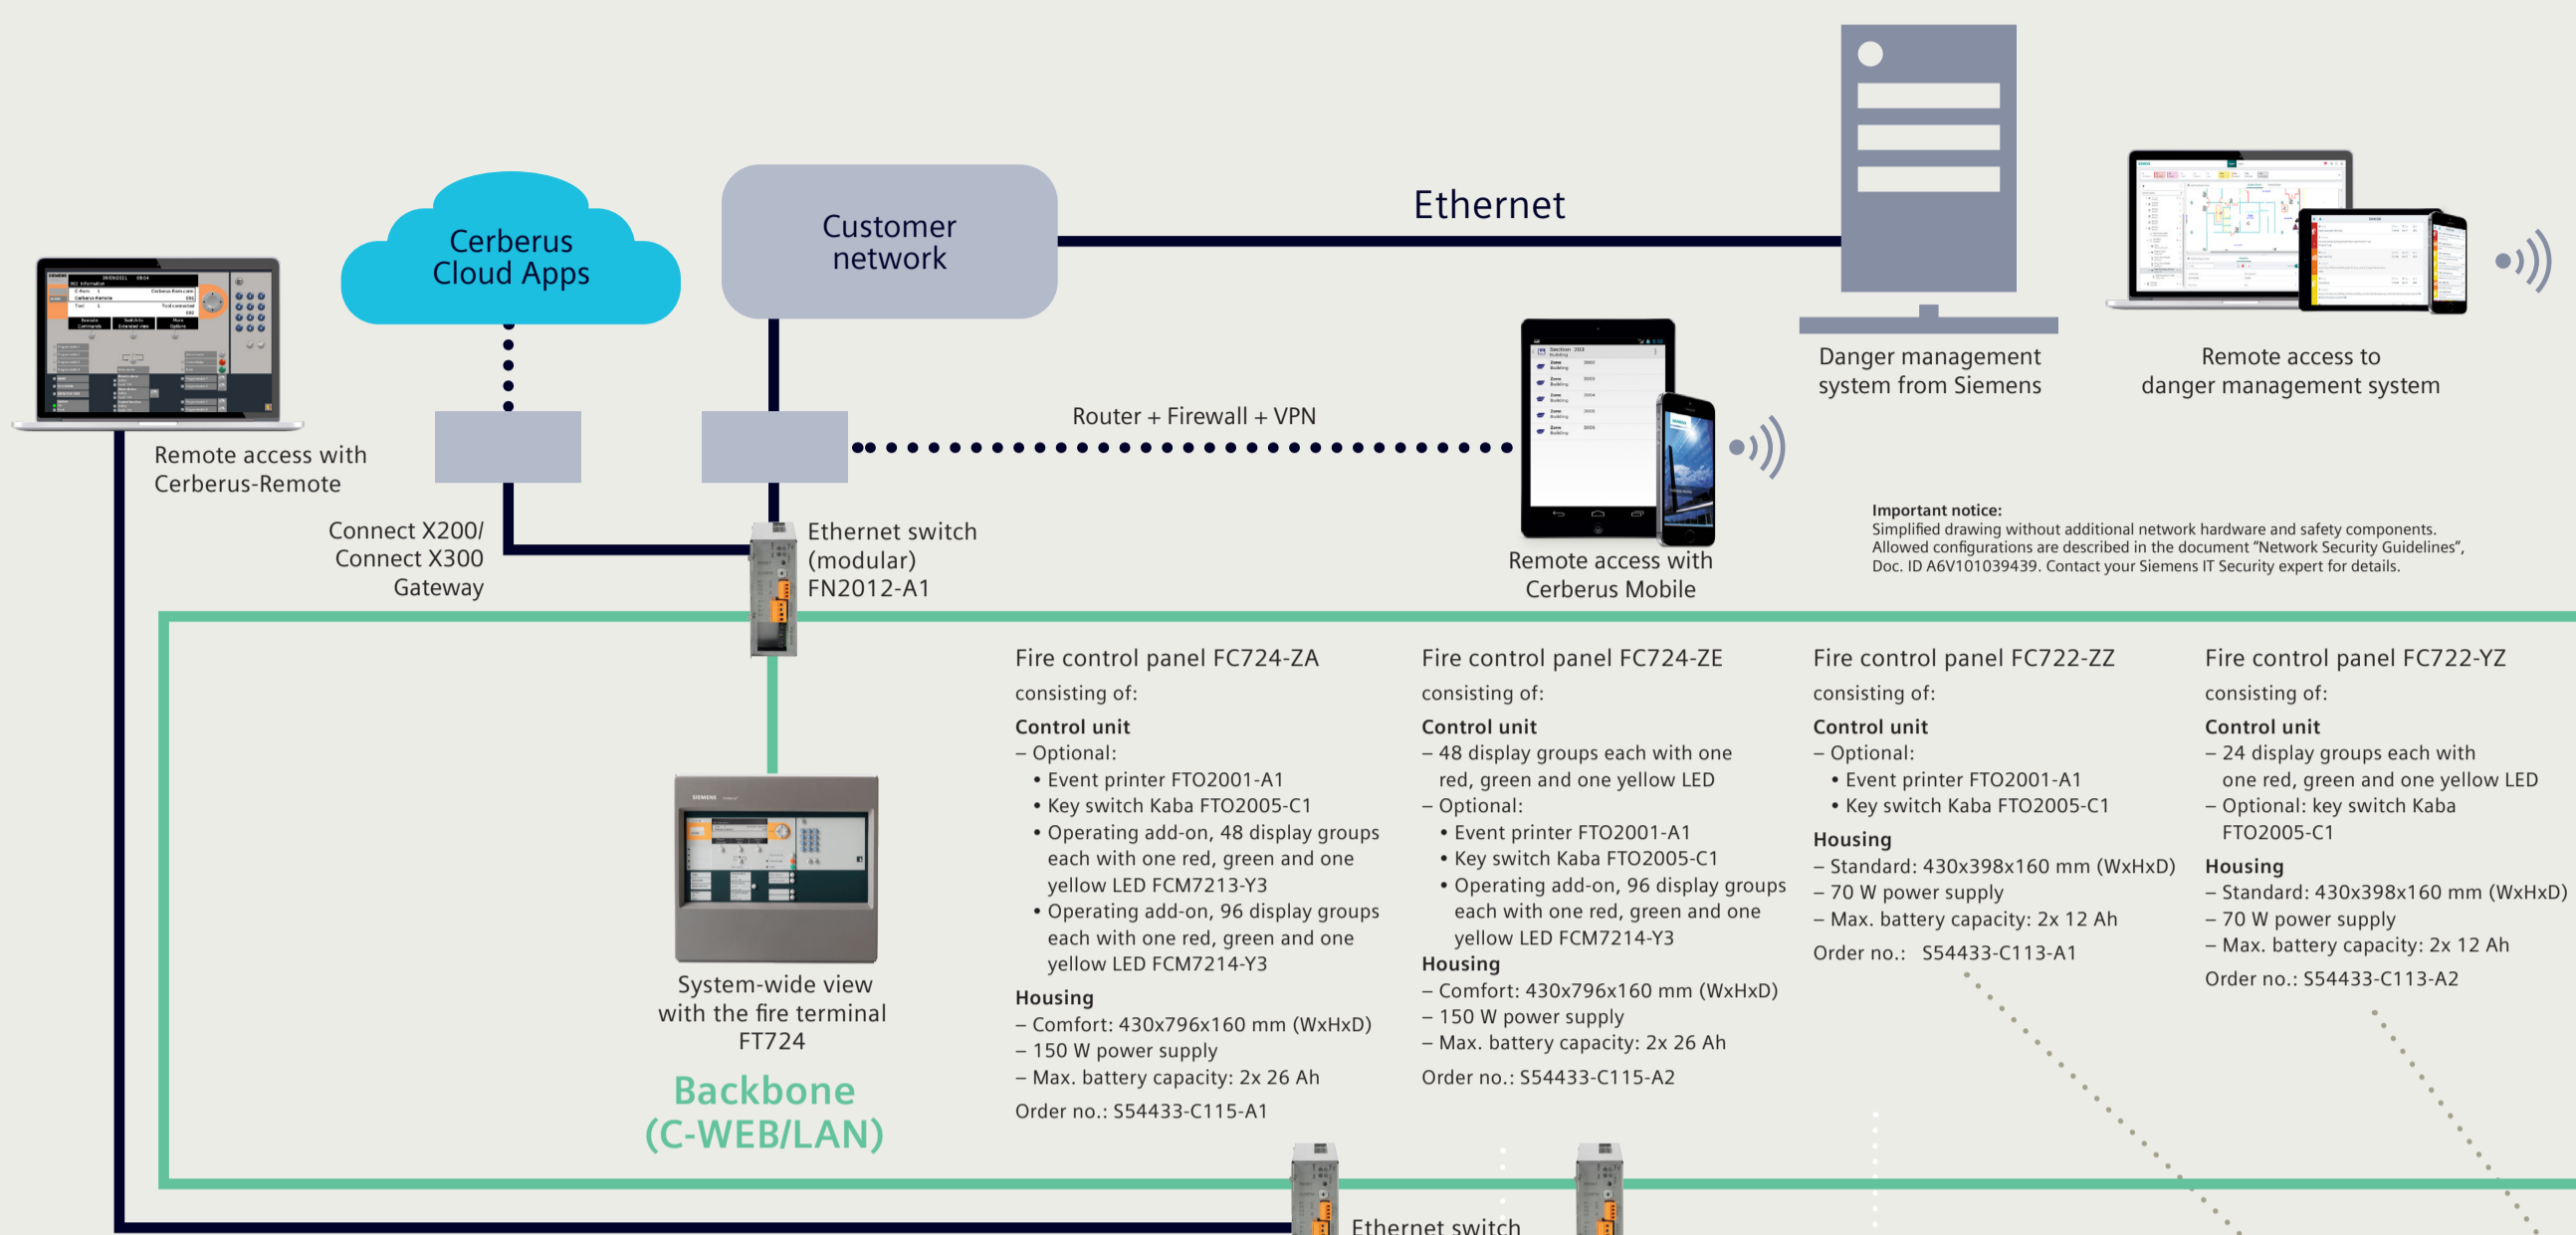 Cerberus
Cloud Apps
Customer
network
Ethernet
Danger management
system from Siemens
Remote access to
danger management system
Remote access with
Cerberus-Remote
Router + Firewall + VPN
Connect X200/
Connect X300
Gateway
Ethernet switch
(modular)
FN2012-A1
Remote access with
Cerberus Mobile
Important notice:
Simplified drawing without additional network hardware and safety components.
Allowed configurations are described in the document “Network Security Guidelines”,
Doc. ID A6V101039439. Contact your Siemens IT Security expert for details.
SIEMENS
System-wide view
with the fire terminal
FT724
Backbone
(C-WEB/LAN)
Fire control panel FC724-ZA
consisting of:
Control unit
– Optional:
• Event printer FTO2001-A1
• Key switch Kaba FTO2005-C1
• Operating add-on, 48 display groups
each with one red, green and one
yellow LED FCM7213-Y3
• Operating add-on, 96 display groups
each with one red, green and one
yellow LED FCM7214-Y3
Housing
– Comfort: 430x796x160 mm (WxHxD)
– 150 W power supply
– Max. battery capacity: 2x 26 Ah
Order no.: S54433-C115-A1
Fire control panel FC724-ZE
consisting of:
Control unit
– 48 display groups each with one
red, green and one yellow LED
– Optional:
• Event printer FTO2001-A1
• Key switch Kaba FTO2005-C1
• Operating add-on, 96 display groups
each with one red, green and one
yellow LED FCM7214-Y3
Housing
– Comfort: 430x796x160 mm (WxHxD)
– 150 W power supply
– Max. battery capacity: 2x 26 Ah
Order no.: S54433-C115-A2
Fire control panel FC722-ZZ
consisting of:
Control unit
– Optional:
• Event printer FTO2001-A1
• Key switch Kaba FTO2005-C1
Housing
– Standard: 430x398x160 mm (WxHxD)
– 70 W power supply
– Max. battery capacity: 2x 12 Ah
Order no.: S54433-C113-A1
Fire control panel FC722-YZ
consisting of:
Control unit
– 24 display groups each with
one red, green and one yellow LED
– Optional: key switch Kaba
FTO2005-C1
Housing
– Standard: 430x398x160 mm (WxHxD)
– 70 W power supply
– Max. battery capacity: 2x 12 Ah
Order no.: S54433-C113-A2
Ethernet switch